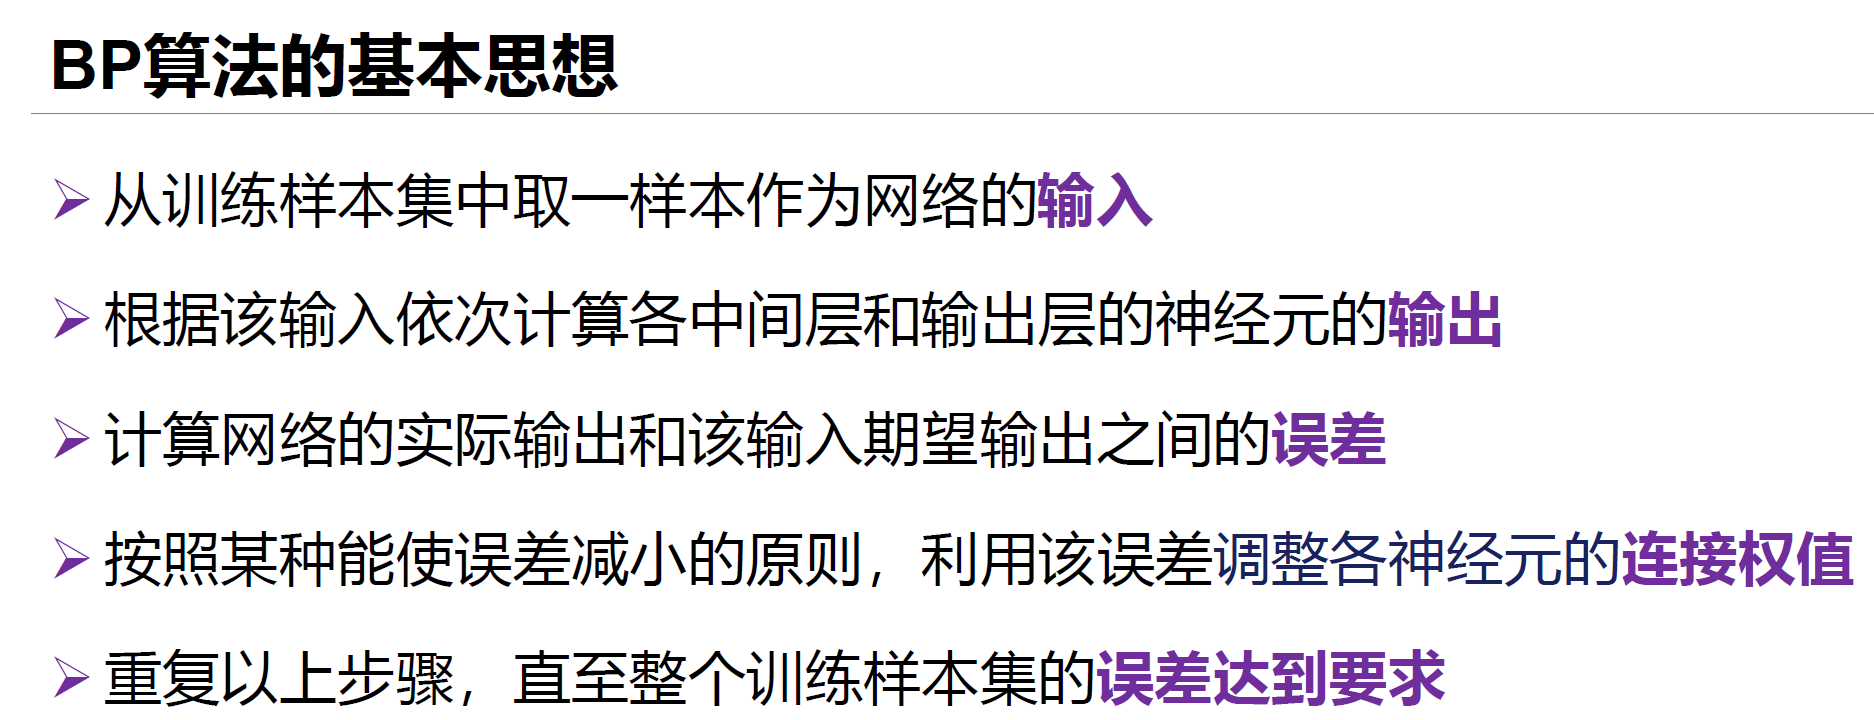 BP算法的基本思想
从训练样本集中取一样本作为网络的输入
根据该输入依次计算各中间层和输出层的神经元的输出
计算网络的实际输出和该输入期望输出之间的误差
按照某种能使误差减小的原则，利用该误差调整各神经元的连接权值
重复以上步骤，直至整个训练样本集的误差达到要求